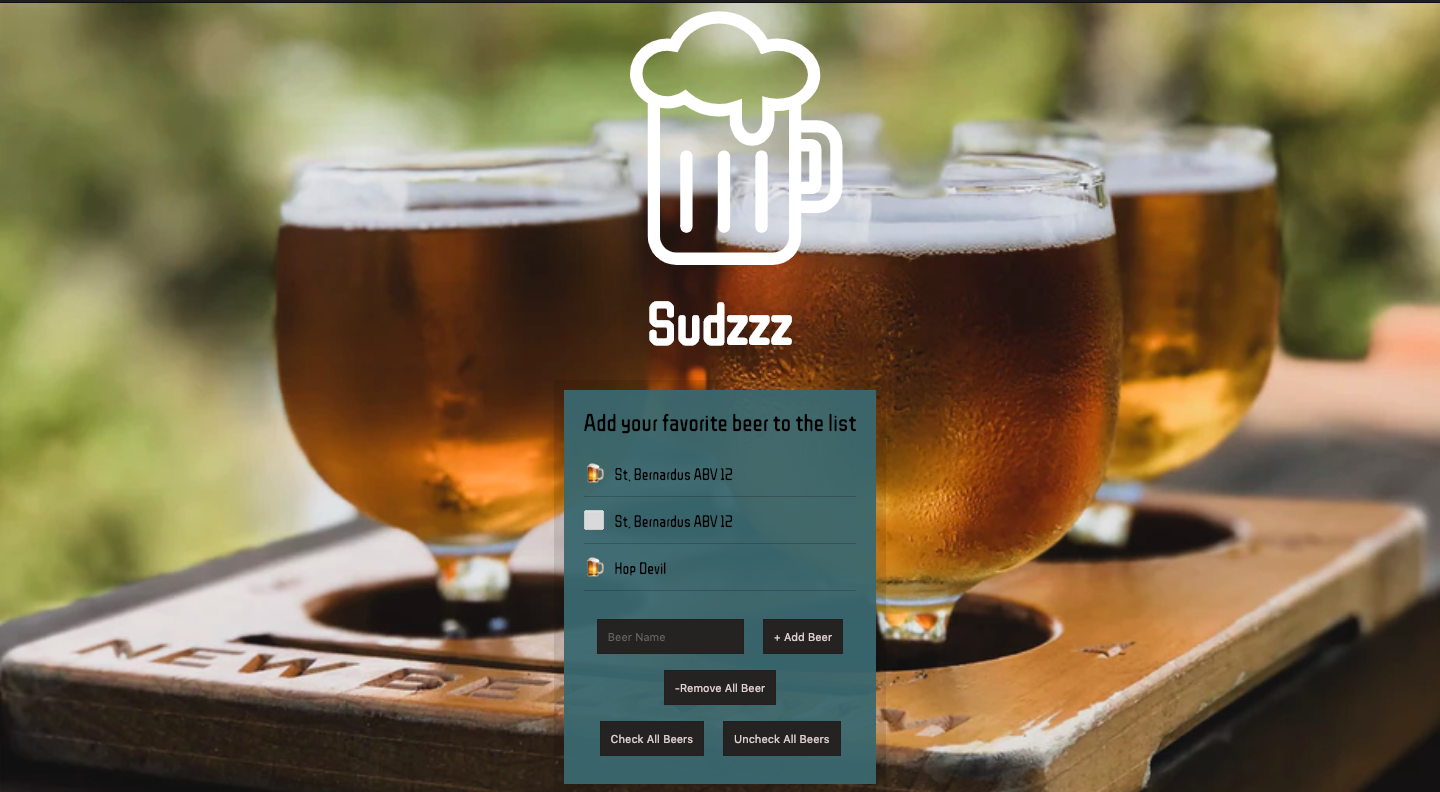 Sudzzz
Add your favorite beer to the list
St. Bernardus ABV 12
St. Bernardus ABV 12
Hop Devil
Beer Name
+ Add Beer
NEW BE
-Remove All Beer
Check All Beers
Uncheck All Beers